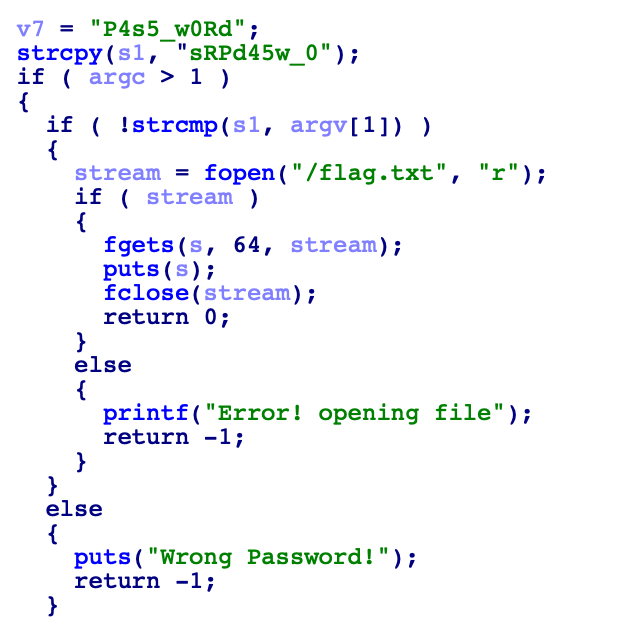 v7 = "P4s5_w0Rd";
strcpy(s1, "sRPd45w_0");
if ( argc > 1 )
{
  if ( !strcmp(s1, argv[1]) )
  {
    stream = fopen("/flag.txt", "r");
    if ( stream )
    {
      fgets(s, 64, stream);
      puts(s);
      fclose(stream);
      return 0;
    }
    else
    {
      printf("Error! opening file");
      return -1;
    }
  }
  else
  {
    puts("Wrong Password!");
    return -1;
  }